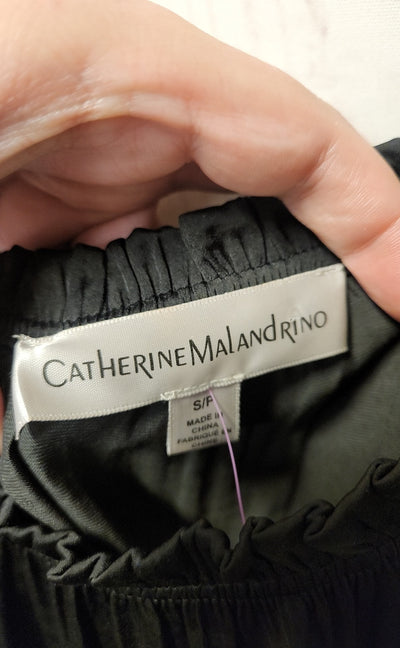 CATHERINE MALANDRINO
S/P
MADE IN
CHINA
FABRIQUÉ EN
CHINE